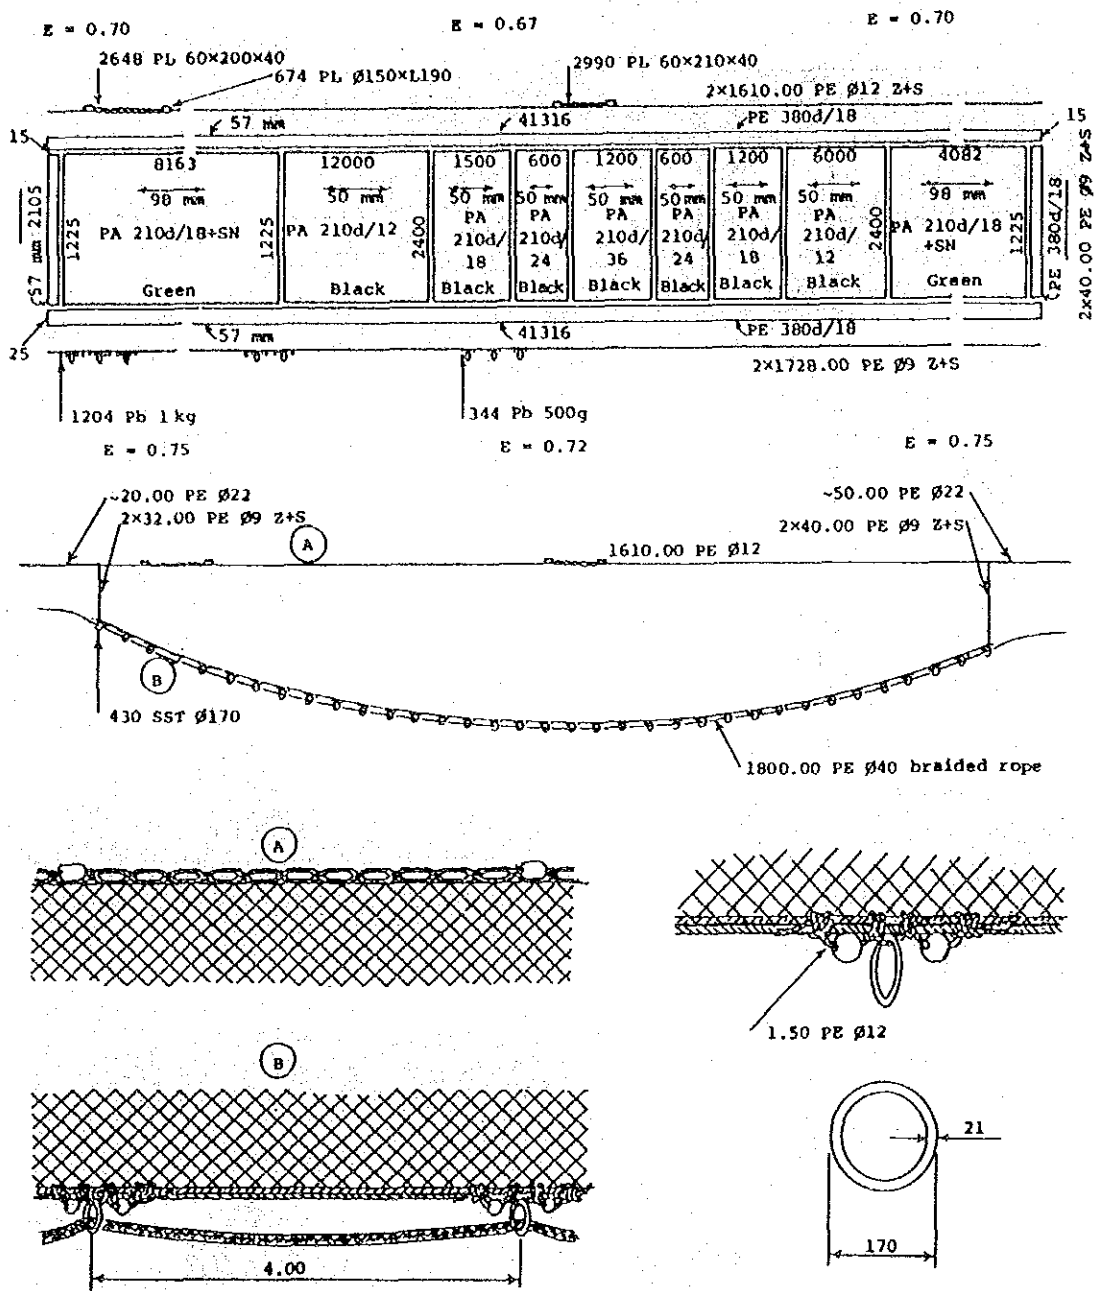 E = 0.70
E = 0.67
E = 0.70
2648 PL 60×200×40
674 PL Ø150×L190
2990 PL 60×210×40
2×1610.00 PE Ø12 Z+S
57 mm
41316
PE 380d/18
15
15
8163
12000
1500
600
1200
600
1200
6000
4082
98 mm
50 mm
50 mm
50 mm
50 mm
50 mm
50 mm
50 mm
98 mm
57 mm 2105
1225
PA 210d/18+SN
Green
1225
PA 210d/12
Black
2400
PA
210d/
18
Black
PA
210d/
24
Black
PA
210d/
36
Black
PA
210d/
24
Black
PA
210d/
18
Black
PA
210d/
12
Black
2400
PA 210d/18
+SN
Green
1225
PE 380d/18
2×40.00 PE Ø9 Z+S
25
57 mm
41316
PE 380d/18
2×1728.00 PE Ø9 Z+S
1204 Pb 1 kg
344 Pb 500g
E = 0.75
E = 0.72
E = 0.75
~20.00 PE Ø22
2×32.00 PE Ø9 Z+S
A
1610.00 PE Ø12
~50.00 PE Ø22
2×40.00 PE Ø9 Z+S
B
430 SST Ø170
1800.00 PE Ø40 braided rope
A
1.50 PE Ø12
B
4.00
21
170